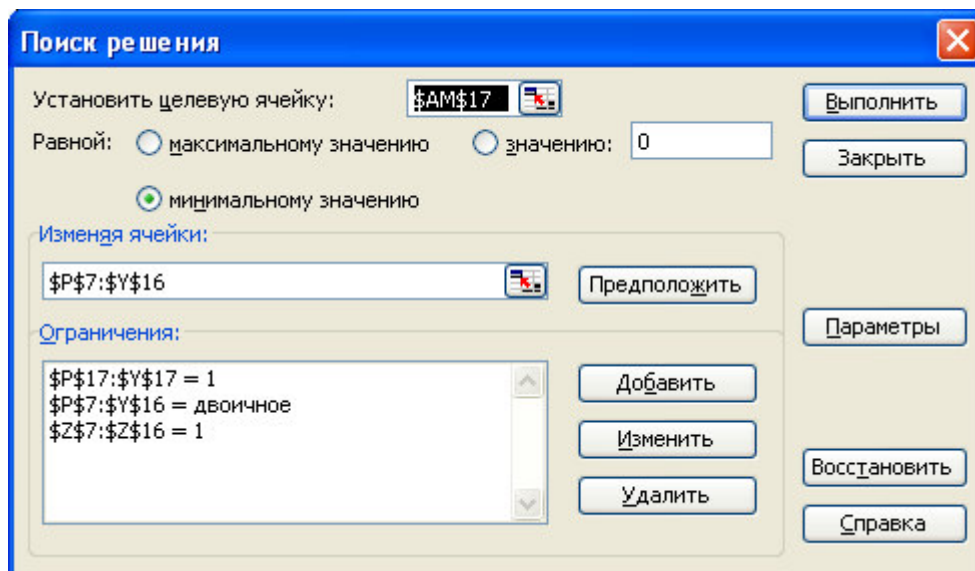 Поиск решения
Установить целевую ячейку: $AM$17
Выполнить
Равной: максимальному значению значению: 0
Закрыть
минимальному значению
Изменяя ячейки:
$P$7:$Y$16
Предположить
Параметры
Ограничения:
$P$17:$Y$17 = 1
$P$7:$Y$16 = двоичное
$Z$7:$Z$16 = 1
Добавить
Изменить
Удалить
Восстановить
Справка